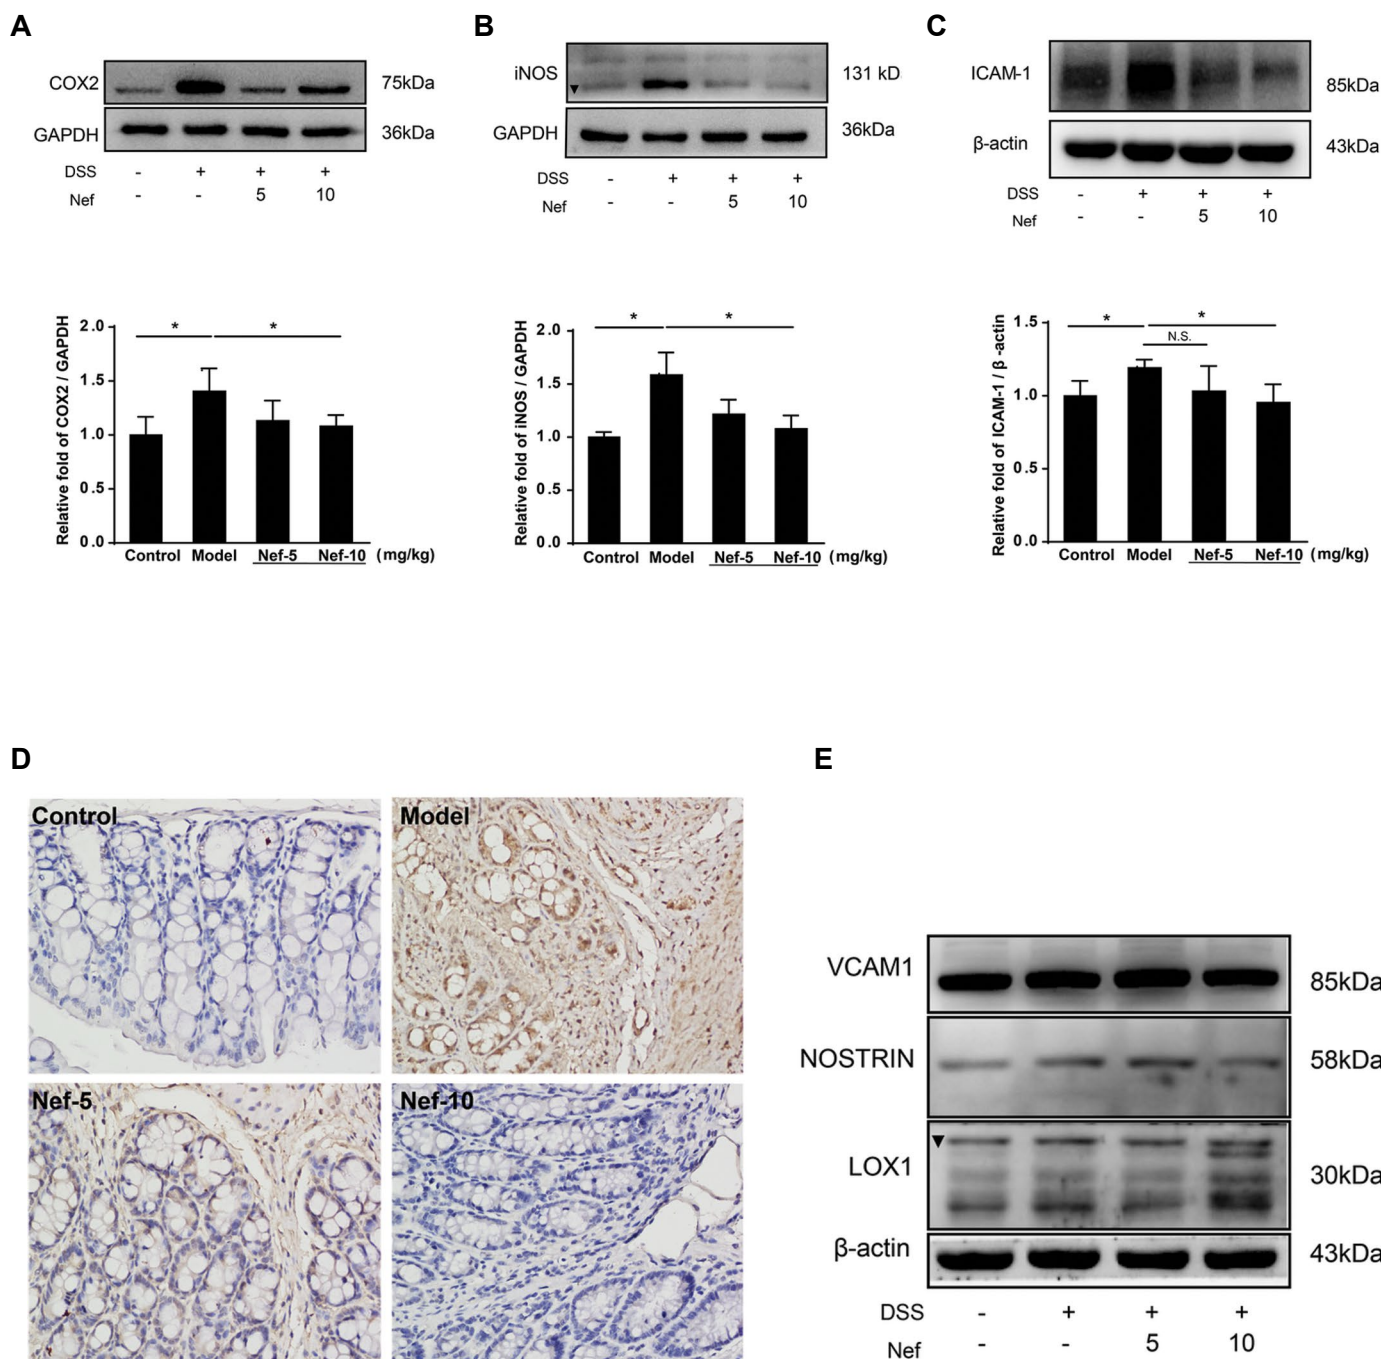 A
COX2
75kDa
GAPDH
36kDa
DSS - + + +
Nef - - 5 10
B
iNOS
131 kD
GAPDH
36kDa
DSS - + + +
Nef - - 5 10
C
ICAM-1
85kDa
β-actin
43kDa
DSS - + + +
Nef - - 5 10
Relative fold of COX2 / GAPDH
2.0
1.5
1.0
0.5
0.0
* *
Control Model Nef-5 Nef-10 (mg/kg)
Relative fold of iNOS / GAPDH
2.0
1.5
1.0
0.5
0.0
* *
Control Model Nef-5 Nef-10 (mg/kg)
Relative fold of ICAM-1 / β -actin
1.5
1.0
0.5
0.0
* *
N.S.
Control Model Nef-5 Nef-10 (mg/kg)
D
Control
Model
Nef-5
Nef-10
E
VCAM1
85kDa
NOSTRIN
58kDa
LOX1
30kDa
β-actin
43kDa
DSS - + + +
Nef - - 5 10